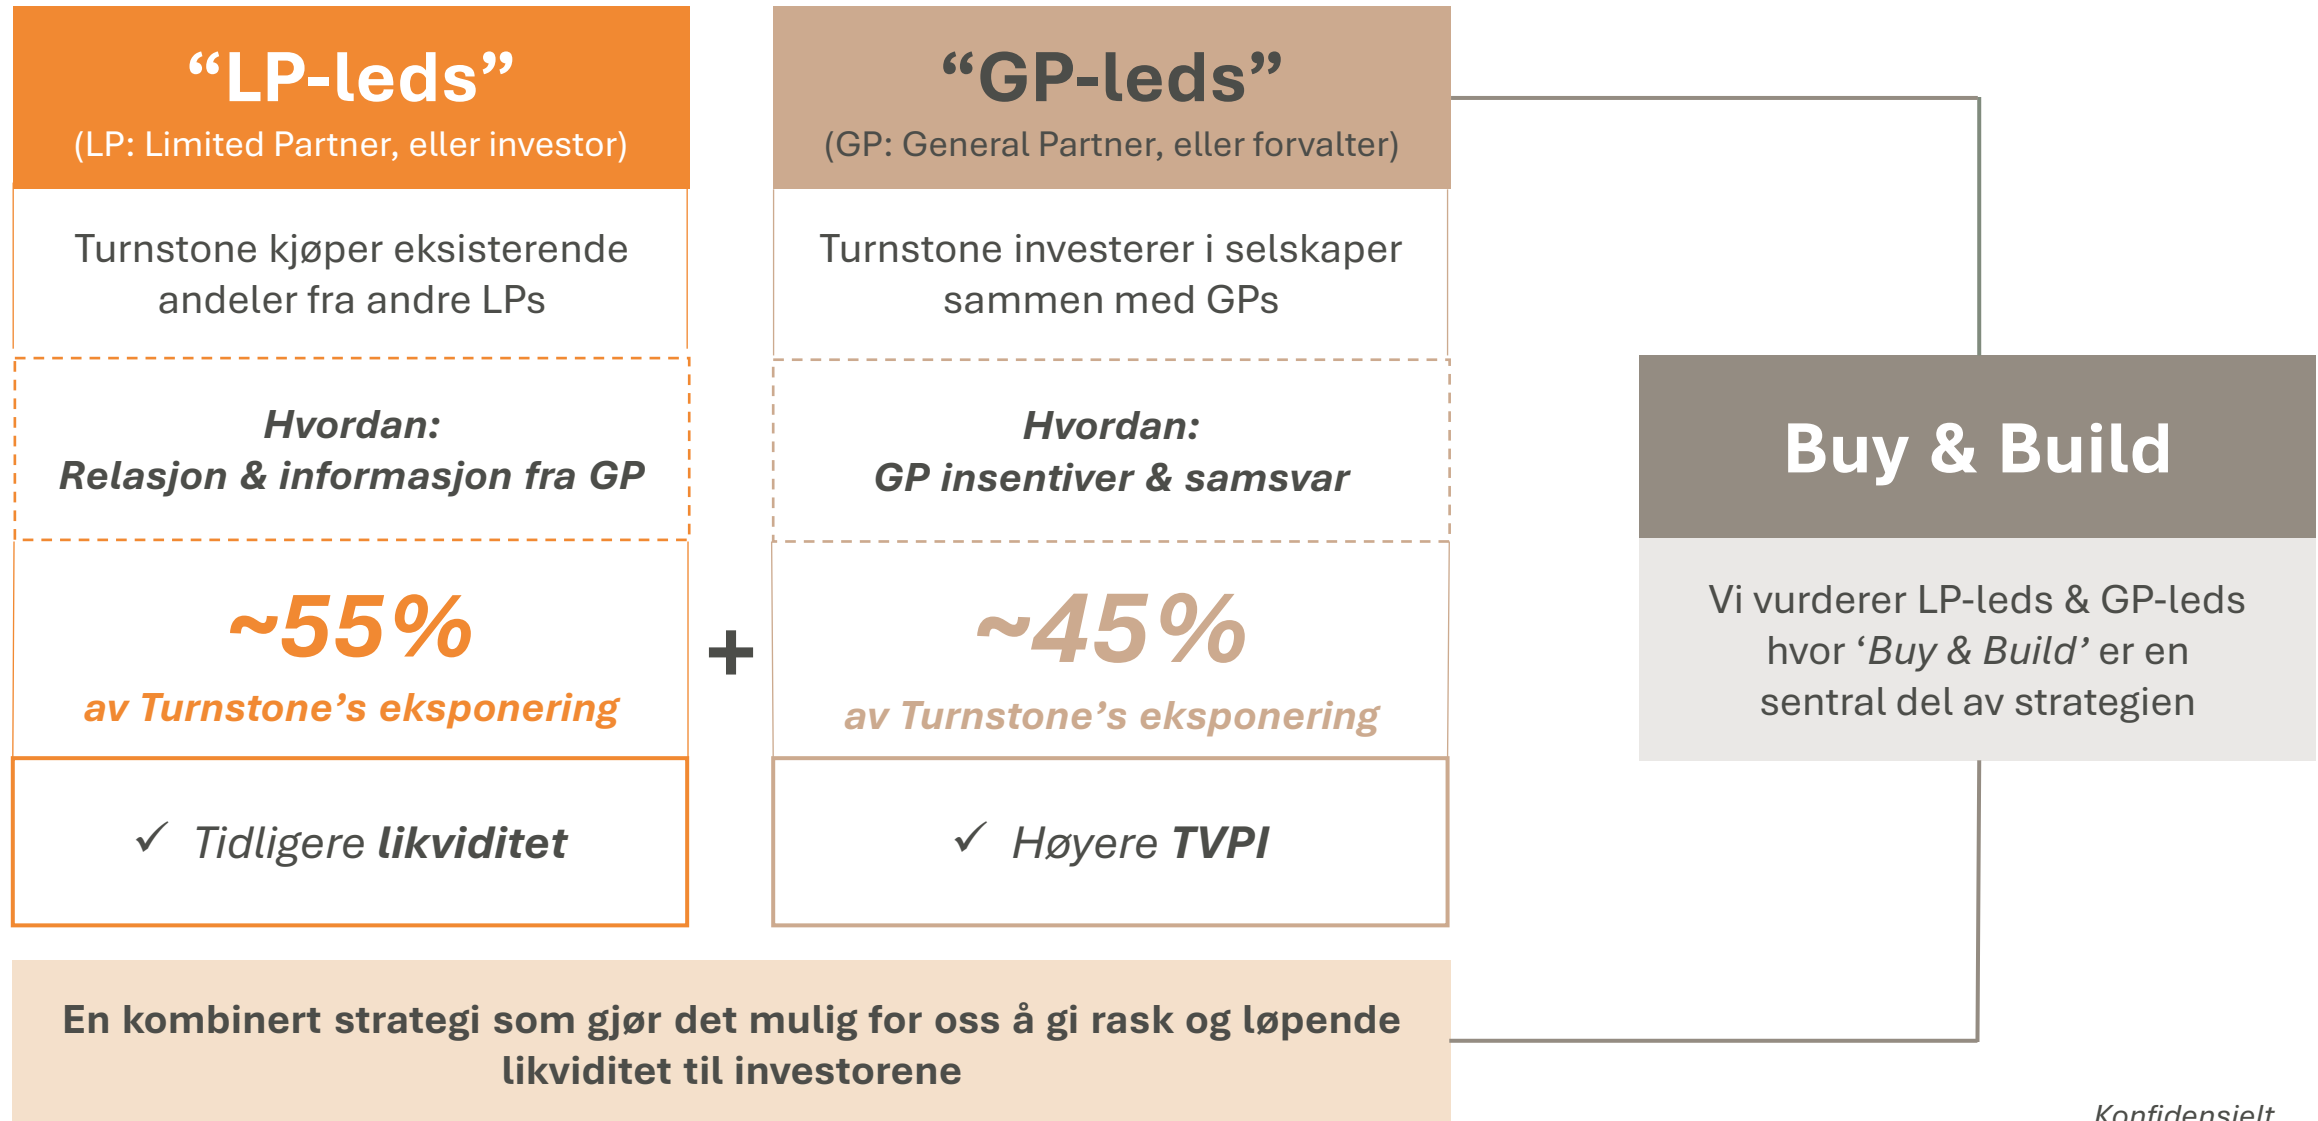 “LP-leds”
(LP: Limited Partner, eller investor)
Turnstone kjøper eksisterende
andeler fra andre LPs
Hvordan:
Relasjon & informasjon fra GP
~55%
av Turnstone’s eksponering
✓ Tidligere likviditet
+
“GP-leds”
(GP: General Partner, eller forvalter)
Turnstone investerer i selskaper
sammen med GPs
Hvordan:
GP insentiver & samsvar
~45%
av Turnstone’s eksponering
✓ Høyere TVPI
Buy & Build
Vi vurderer LP-leds & GP-leds
hvor ‘Buy & Build’ er en
sentral del av strategien
En kombinert strategi som gjør det mulig for oss å gi rask og løpende
likviditet til investorene
Konfidensielt